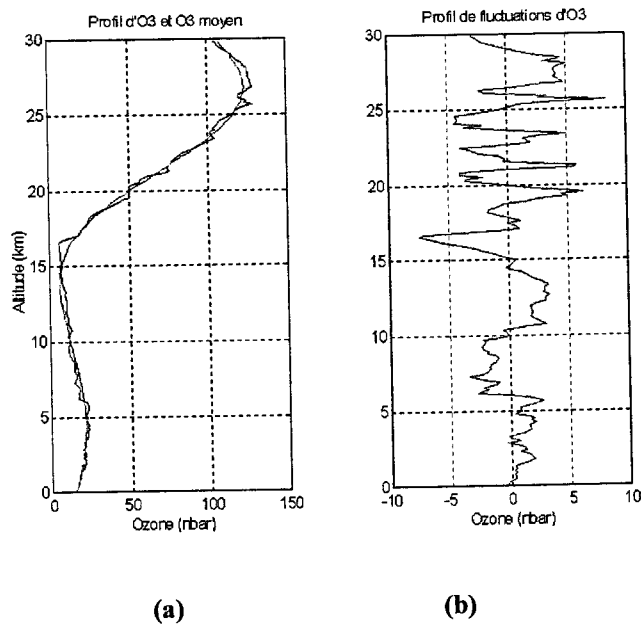 Profil d'O3 et O3 moyen
30
25
20
15
10
5
0
Altitude (km)
0 50 100 150
Ozone (nbar)
(a)
Profil de fluctuations d'O3
30
25
20
15
10
5
0
-10 -5 0 5 10
Ozone (nbar)
(b)